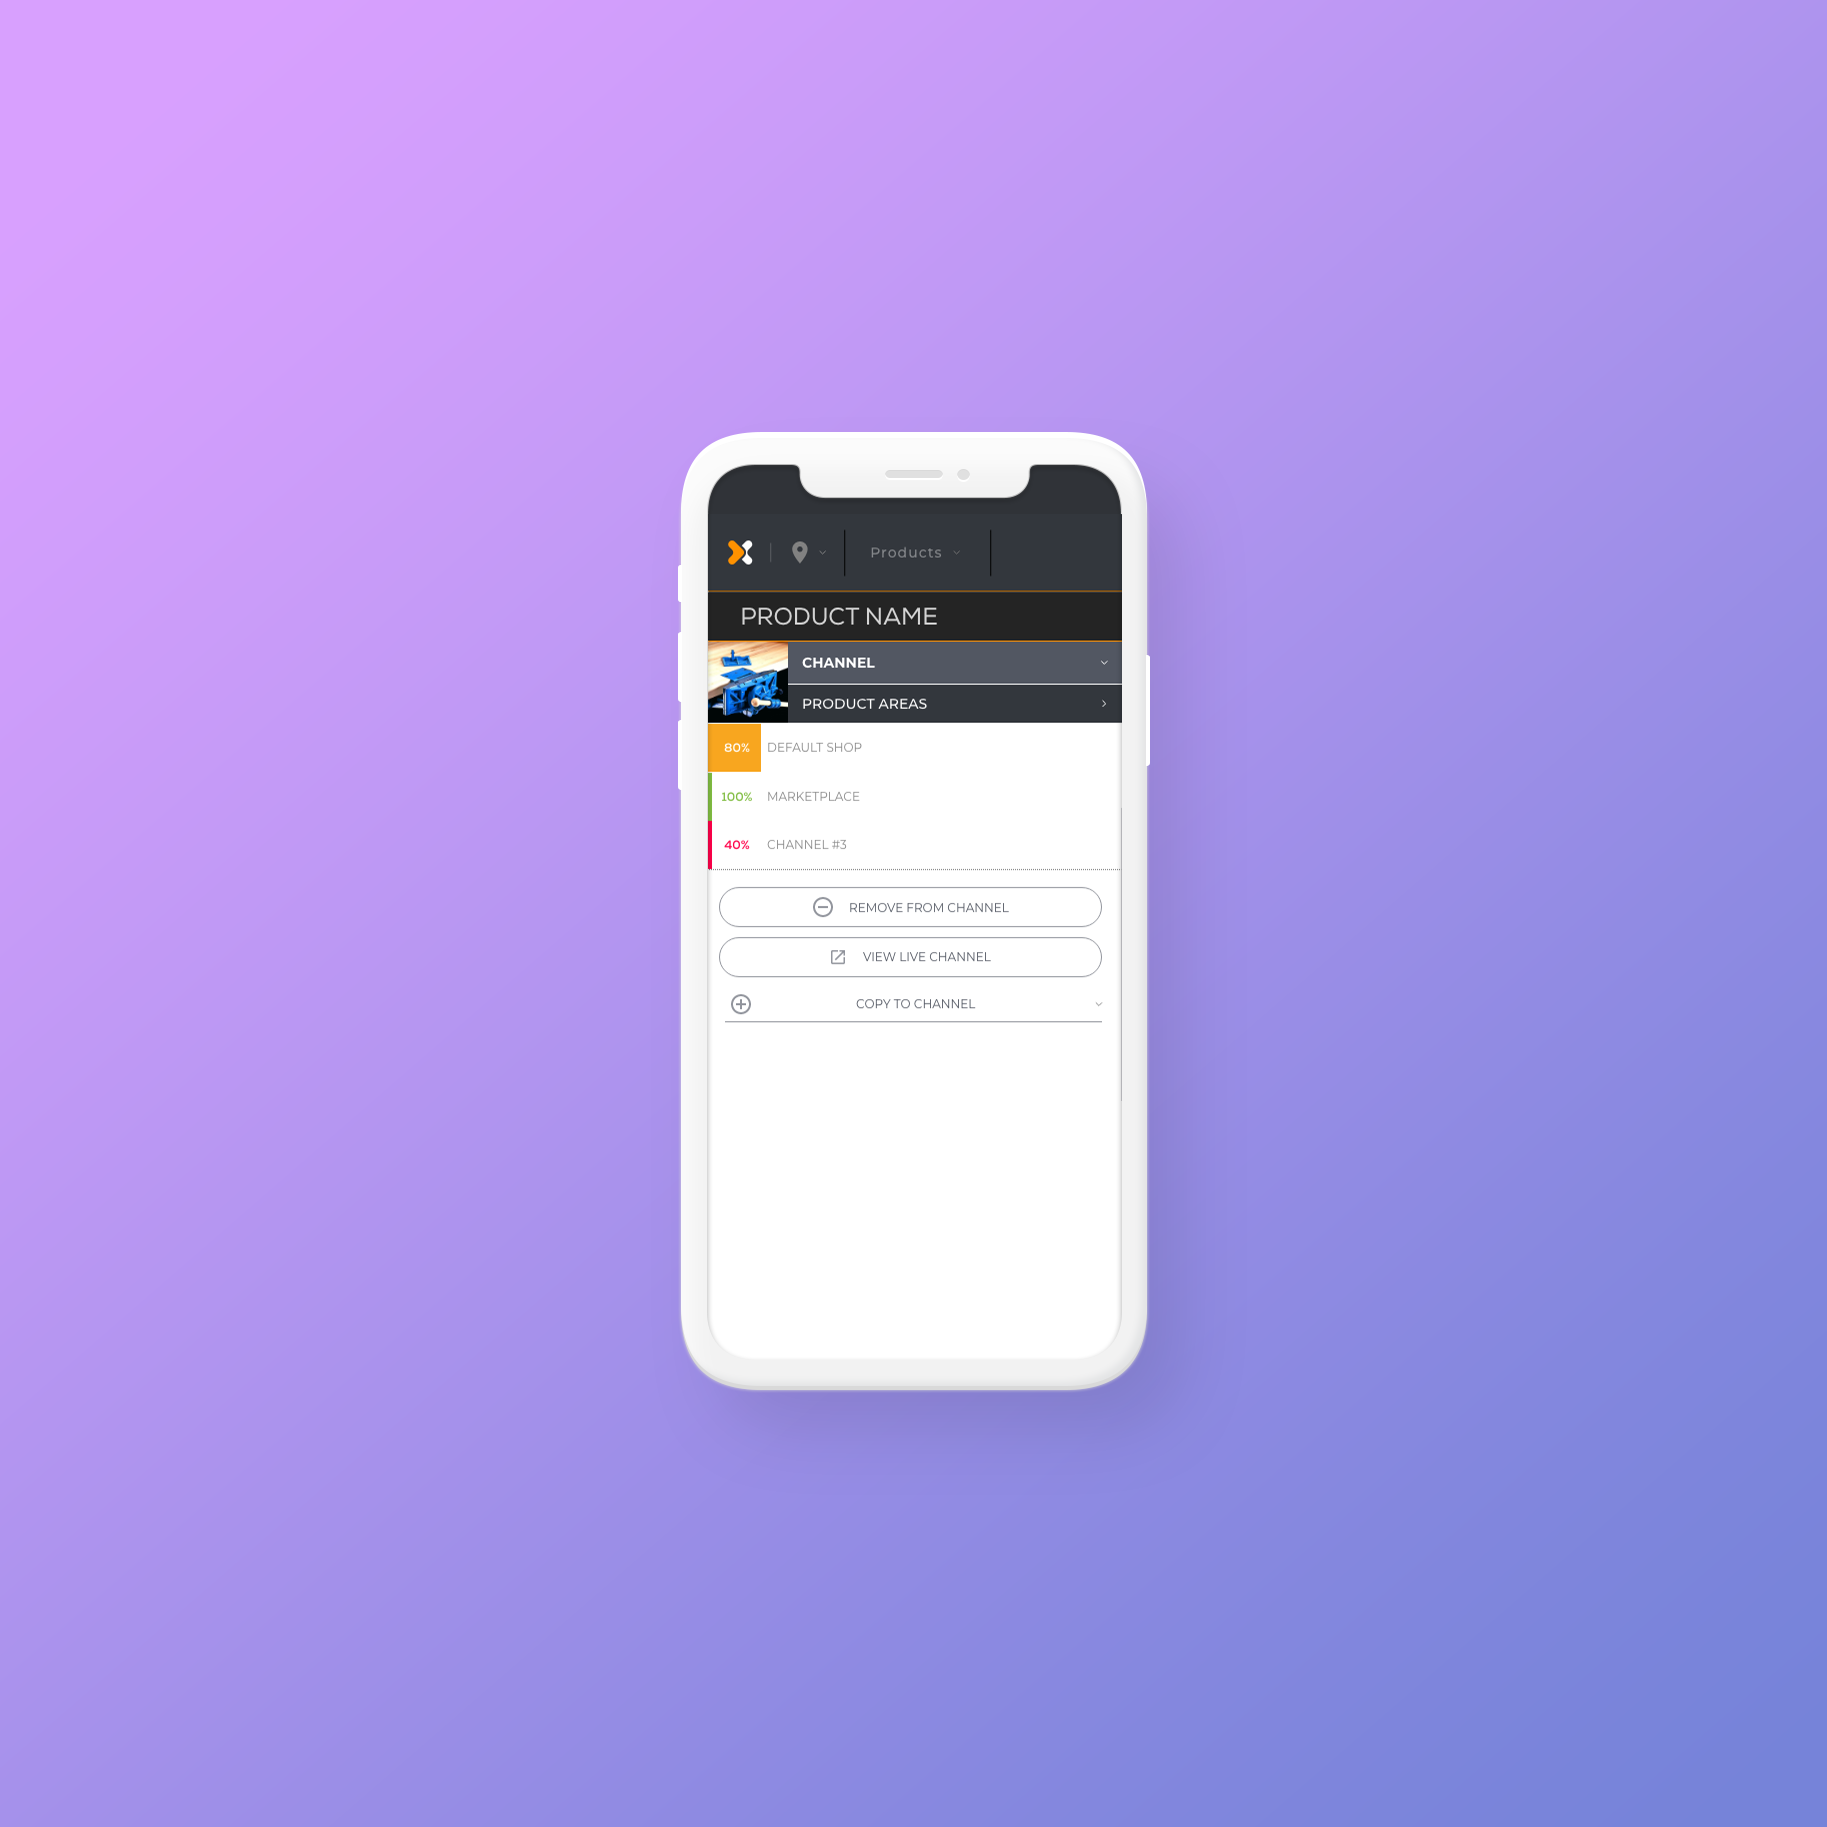 Products
PRODUCT NAME
CHANNEL
PRODUCT AREAS
80% DEFAULT SHOP
100% MARKETPLACE
40% CHANNEL #3
REMOVE FROM CHANNEL
VIEW LIVE CHANNEL
COPY TO CHANNEL